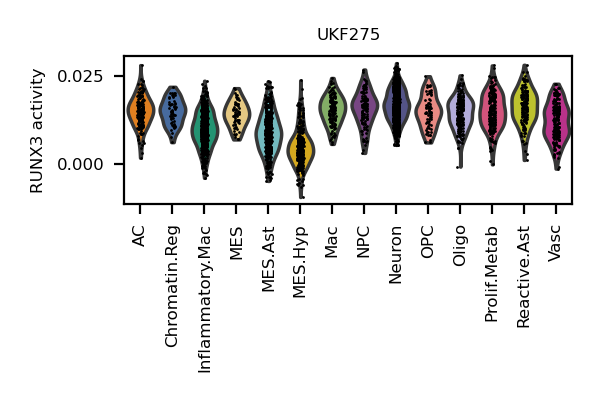 UKF275
RUNX3 activity
0.025
0.000
AC
Chromatin.Reg
Inflammatory.Mac
MES
MES.Ast
MES.Hyp
Mac
NPC
Neuron
OPC
Oligo
Prolif.Metab
Reactive.Ast
Vasc